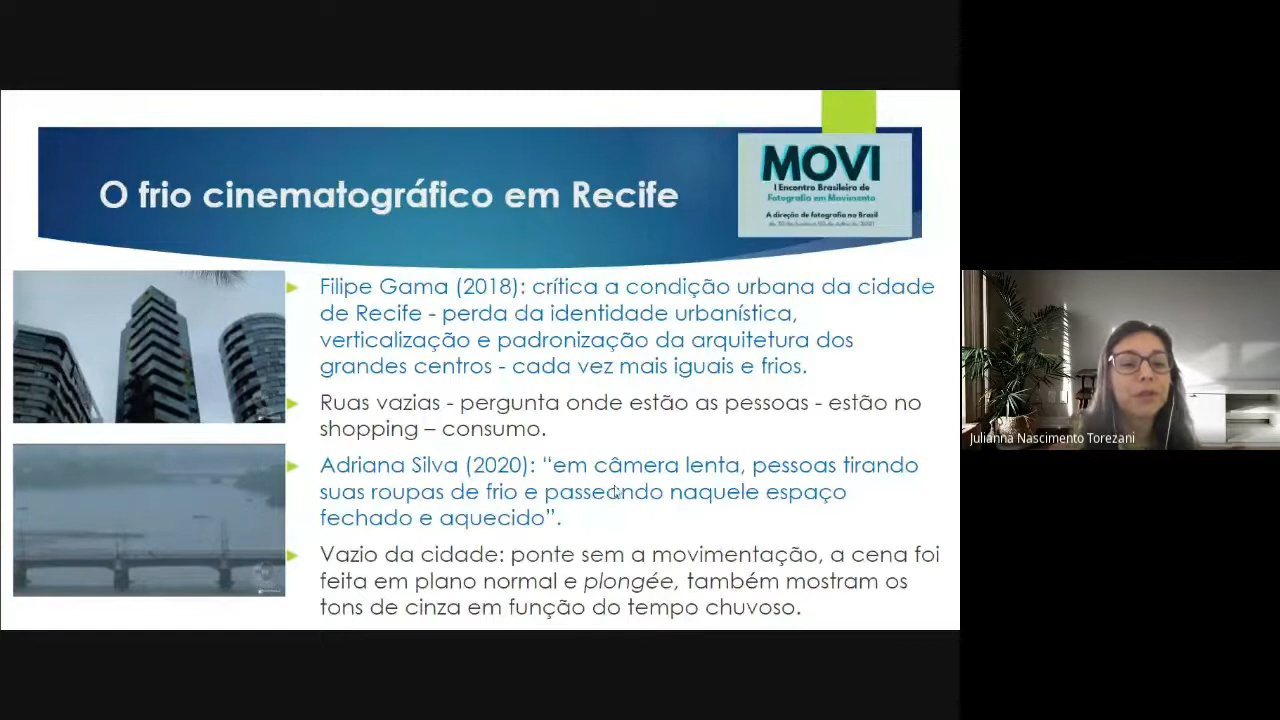 O frio cinematográfico em Recife
MOVI
I Encontro Brasileiro de
Fotografia em Movimento
A direção de fotografia no Brasil
Filipe Gama (2018): crítica a condição urbana da cidade
de Recife - perda da identidade urbanística,
verticalização e padronização da arquitetura dos
grandes centros - cada vez mais iguais e frios.
Ruas vazias - pergunta onde estão as pessoas - estão no
shopping – consumo.
Adriana Silva (2020): “em câmera lenta, pessoas tirando
suas roupas de frio e passeando naquele espaço
fechado e aquecido”.
Vazio da cidade: ponte sem a movimentação, a cena foi
feita em plano normal e plongée, também mostram os
tons de cinza em função do tempo chuvoso.
Julianna Nascimento Torezani